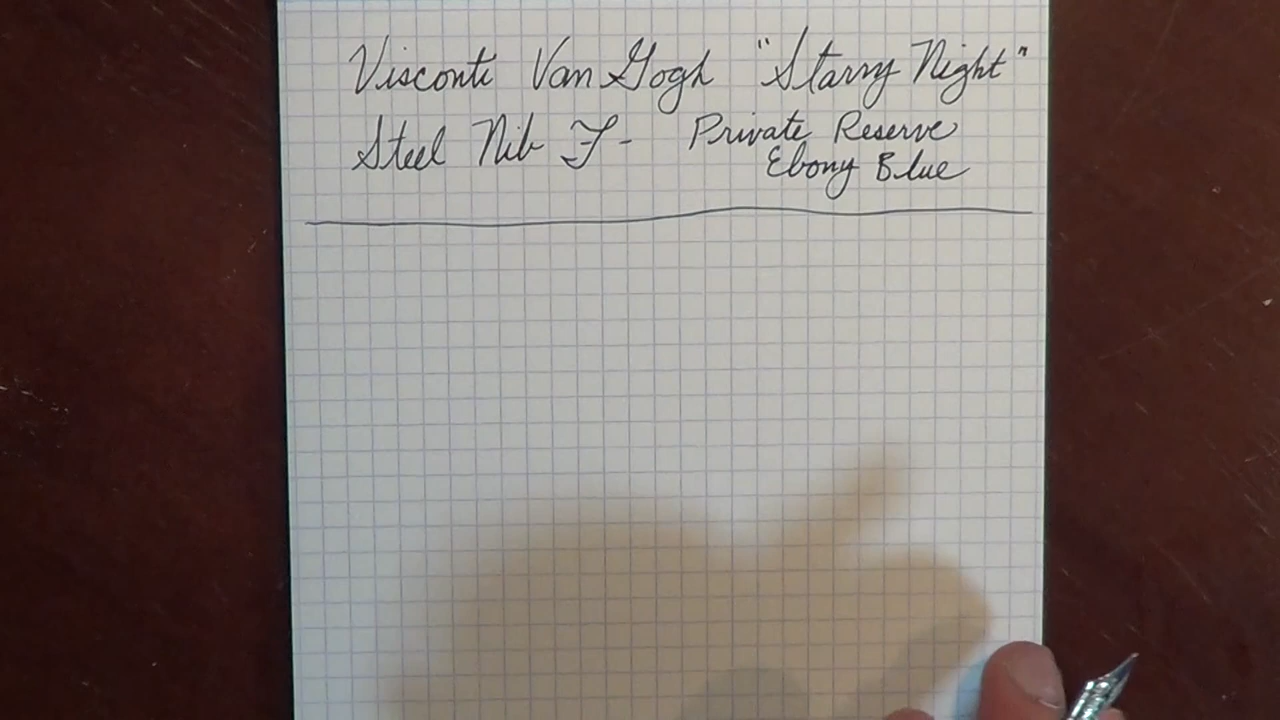 Visconti Van Gogh "Starry Night"
Steel Nib F - Private Reserve
Ebony Blue